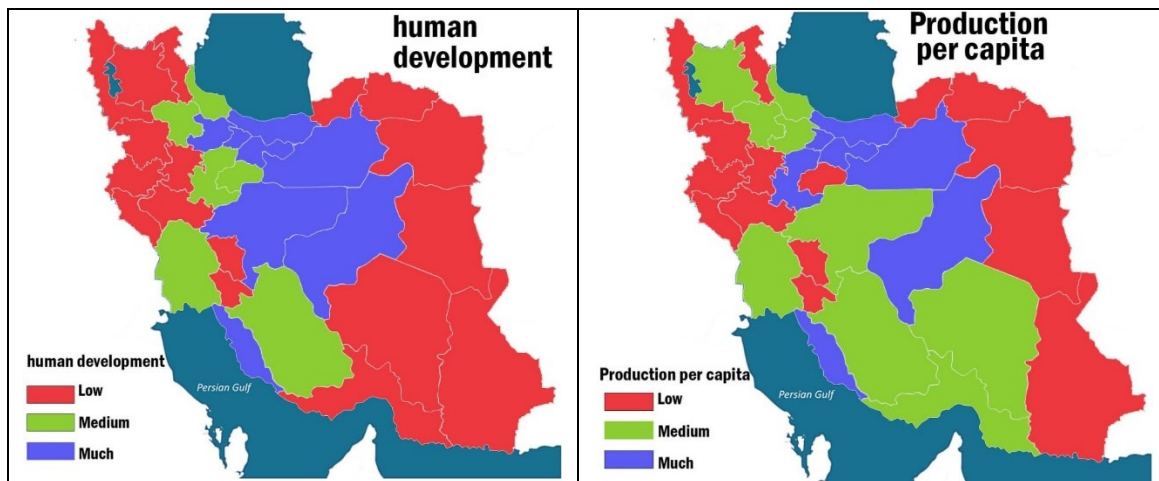 human
development
human development
Low
Medium
Much
Persian Gulf
Production
per capita
Production per capita
Low
Medium
Much
Persian Gulf